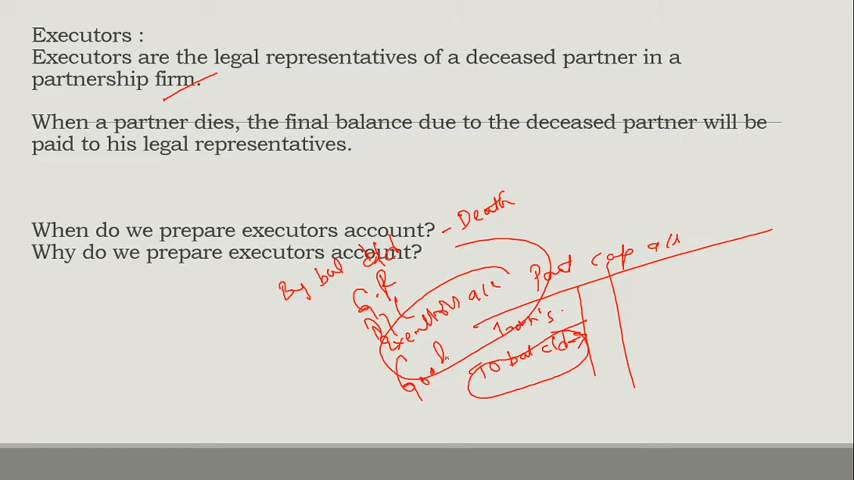 Executors :
Executors are the legal representatives of a deceased partner in a
partnership firm.
When a partner dies, the final balance due to the deceased partner will be
paid to his legal representatives.
When do we prepare executors account?
- Death
Why do we prepare executors account?
By bal
G.R
Part cap a/c
Executors a/c
To bal c/d